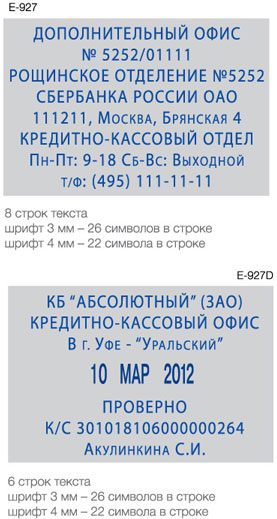 E-927
ДОПОЛНИТЕЛЬНЫЙ ОФИС
№ 5252/01111
РОЩИНСКОЕ ОТДЕЛЕНИЕ №5252
СБЕРБАНКА РОССИИ ОАО
111211, МОСКВА, БРЯНСКАЯ 4
КРЕДИТНО-КАССОВЫЙ ОТДЕЛ
ПН-ПТ: 9-18 СБ-ВС: ВЫХОДНОЙ
Т/Ф: (495) 111-11-11
8 строк текста
шрифт 3 мм – 26 символов в строке
шрифт 4 мм – 22 символа в строке
E-927D
КБ "АБСОЛЮТНЫЙ" (ЗАО)
КРЕДИТНО-КАССОВЫЙ ОФИС
В Г. УФЕ - "УРАЛЬСКИЙ"
10 МАР 2012
ПРОВЕРНО
К/С 301018106000000264
АКУЛИНКИНА С.И.
6 строк текста
шрифт 3 мм – 26 символов в строке
шрифт 4 мм – 22 символа в строке